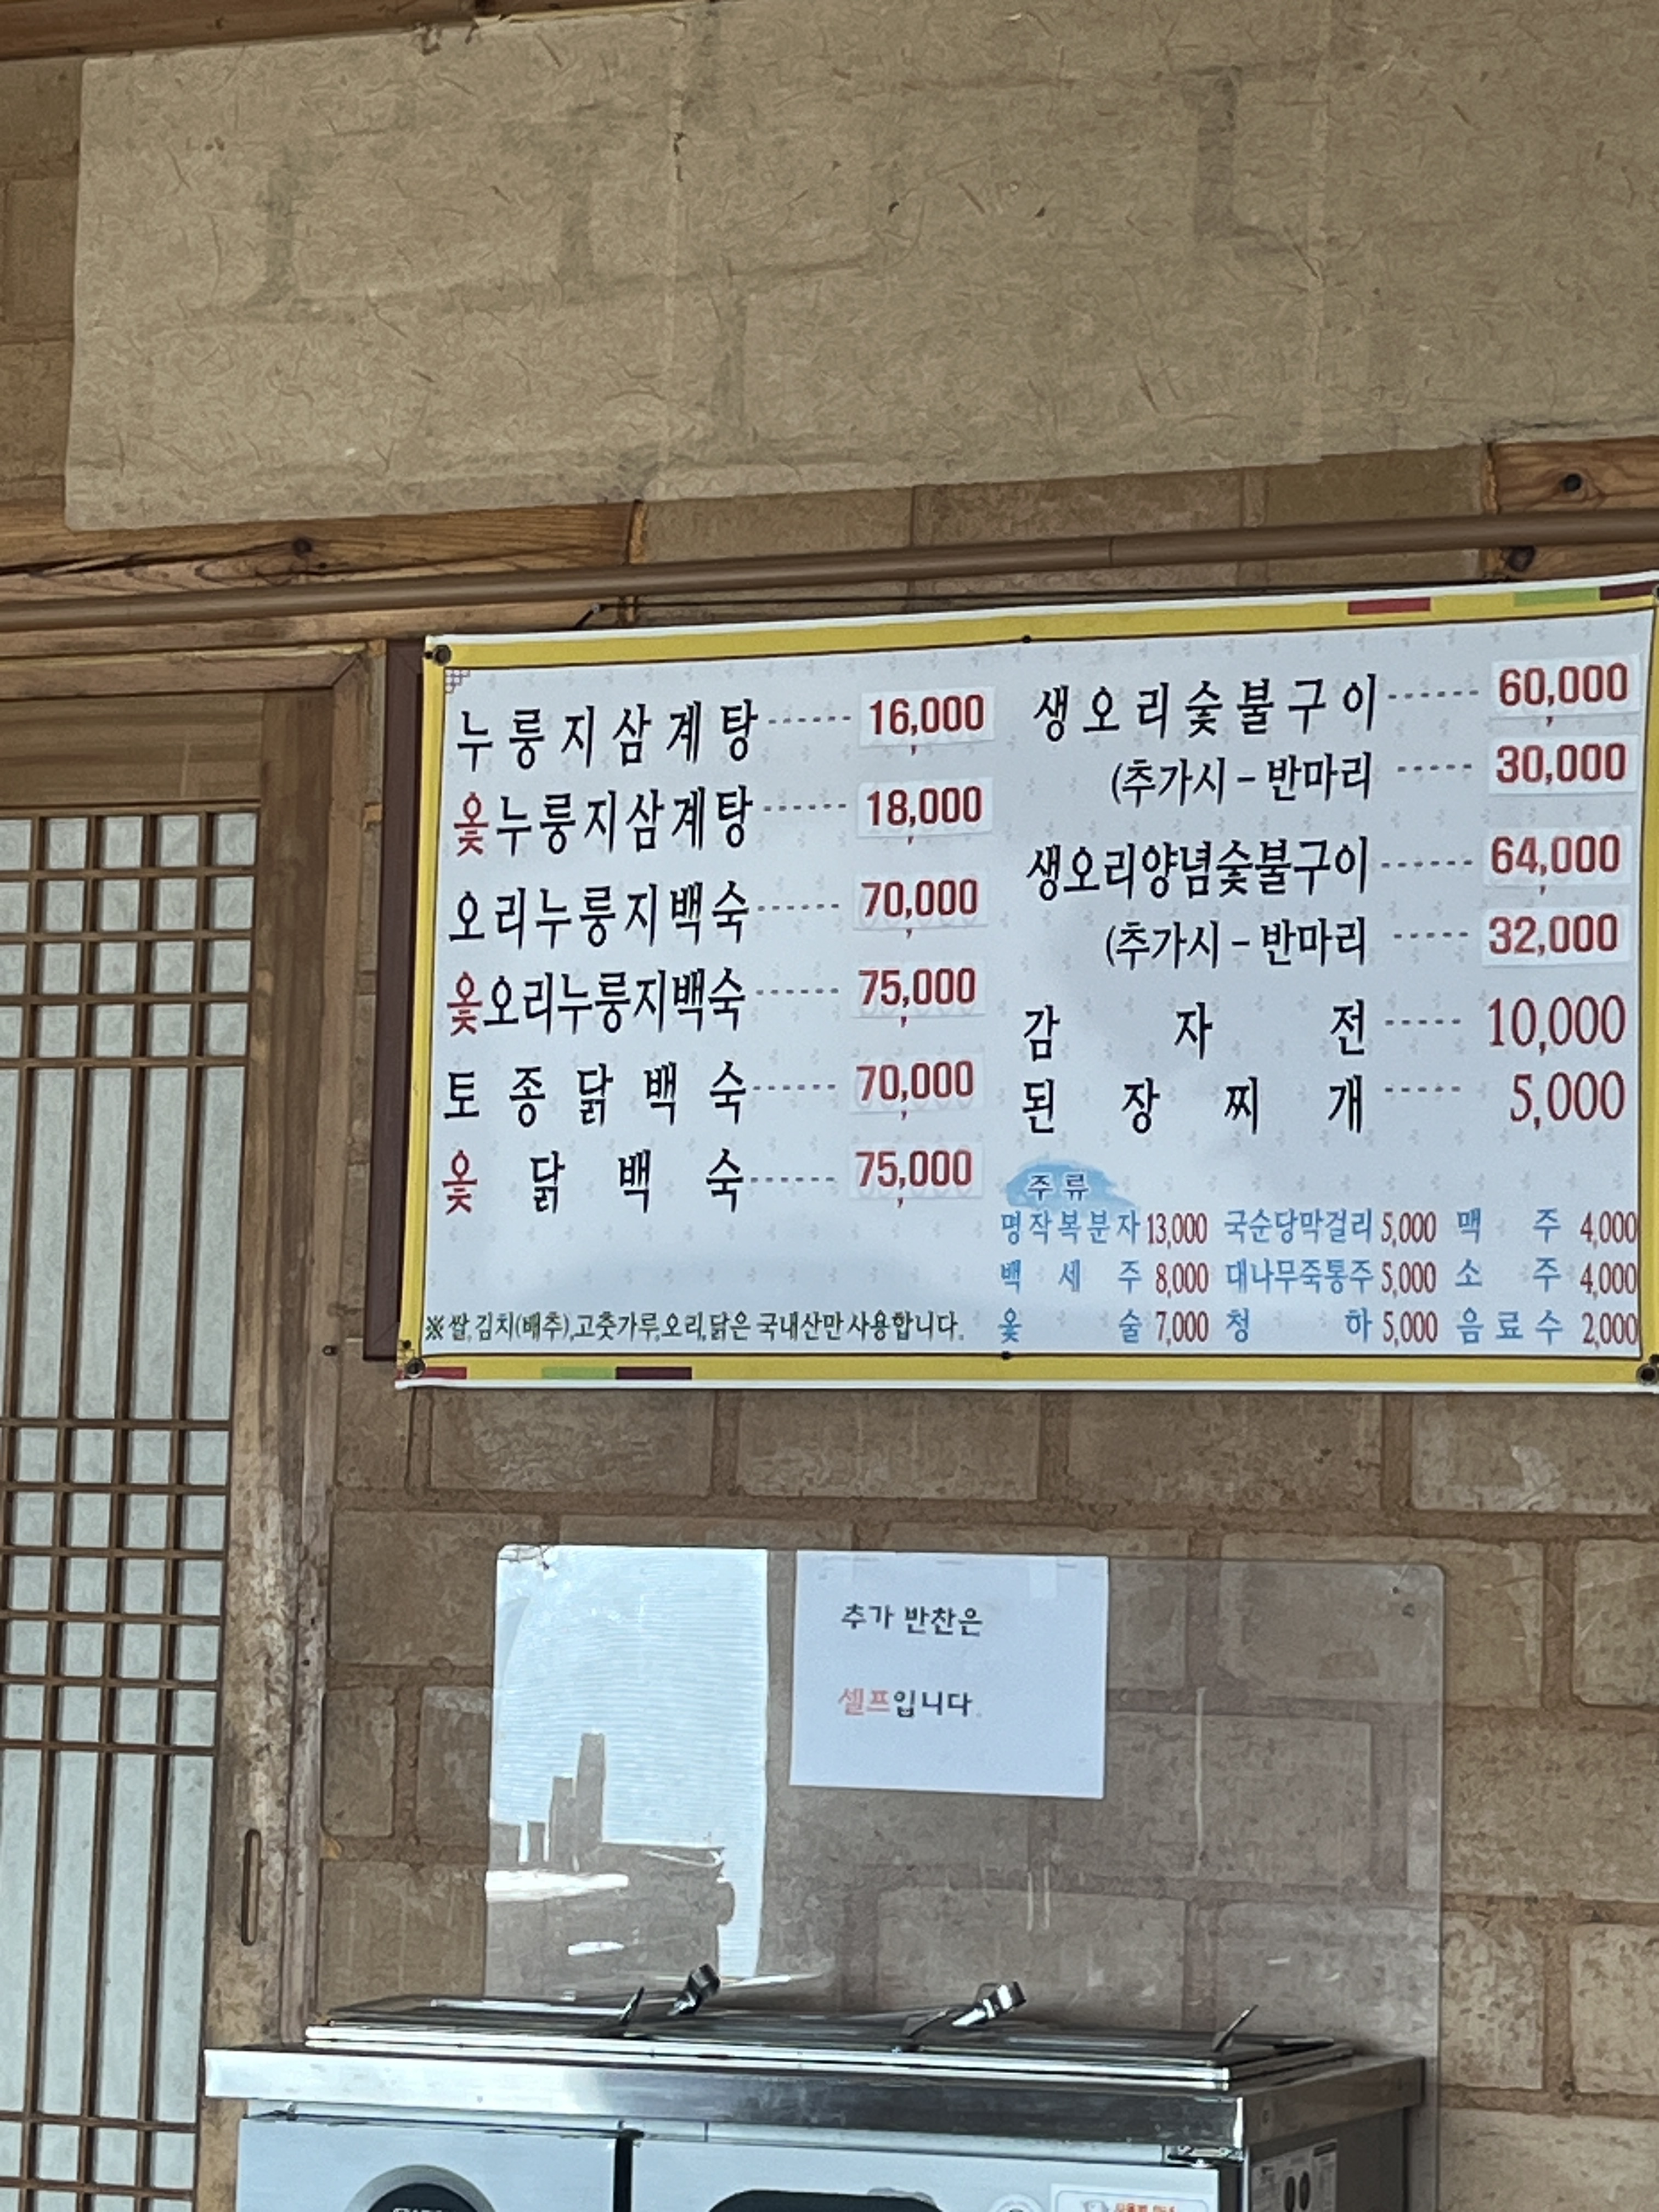 누룽지삼계탕 ------ 16,000
옻누룽지삼계탕 ------ 18,000
오리누룽지백숙 ------ 70,000
옻오리누룽지백숙 ------ 75,000
토종닭백숙 ------ 70,000
옻닭백숙 ------ 75,000
※쌀,김치(배추),고춧가루,오리,닭은 국내산만 사용합니다.
생오리숯불구이 ------ 60,000
(추가시 - 반마리 ----- 30,000
생오리양념숯불구이 ------ 64,000
(추가시 - 반마리 ----- 32,000
감자전 ----- 10,000
된장찌개 ----- 5,000
주류
명작복분자 13,000 국순당막걸리 5,000 맥주 4,000
백세주 8,000 대나무죽통주 5,000 소주 4,000
옻술 7,000 청하 5,000 음료수 2,000
추가 반찬은
셀프입니다.